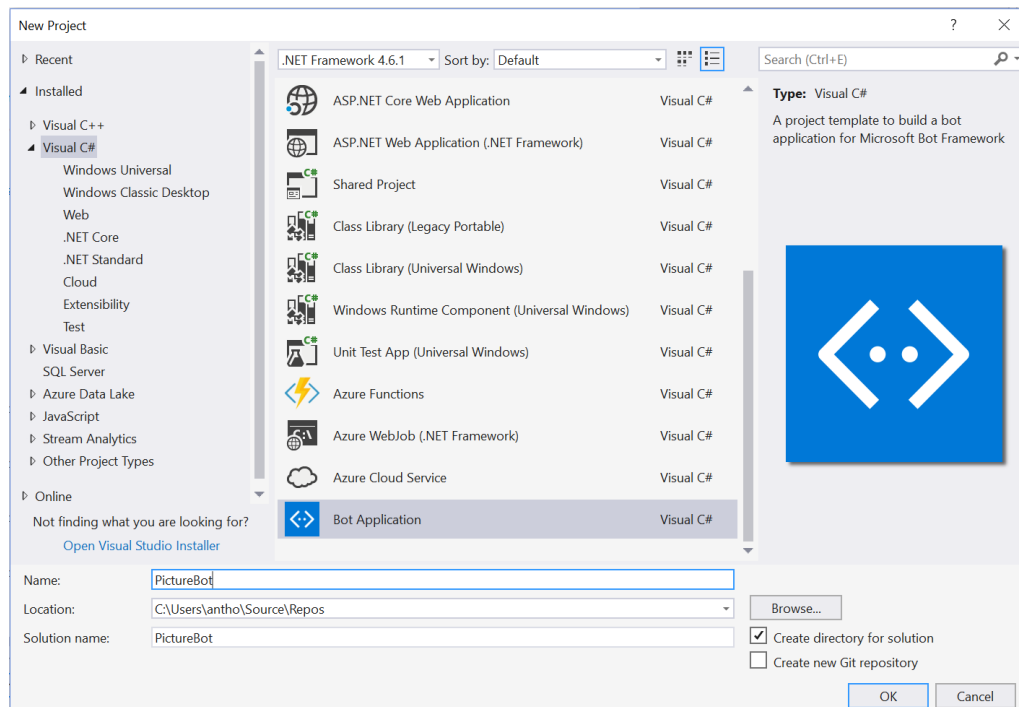 New Project
?
Recent
Installed
Visual C++
Visual C#
Windows Universal
Windows Classic Desktop
Web
.NET Core
.NET Standard
Cloud
Extensibility
Test
Visual Basic
SQL Server
Azure Data Lake
JavaScript
Stream Analytics
Other Project Types
Online
Not finding what you are looking for?
Open Visual Studio Installer
.NET Framework 4.6.1 Sort by: Default
ASP.NET Core Web Application Visual C#
ASP.NET Web Application (.NET Framework) Visual C#
Shared Project Visual C#
Class Library (Legacy Portable) Visual C#
Class Library (Universal Windows) Visual C#
Windows Runtime Component (Universal Windows) Visual C#
Unit Test App (Universal Windows) Visual C#
Azure Functions Visual C#
Azure WebJob (.NET Framework) Visual C#
Azure Cloud Service Visual C#
Bot Application Visual C#
Search (Ctrl+E)
Type: Visual C#
A project template to build a bot
application for Microsoft Bot Framework
Name: PictureBot
Location: C:\Users\antho\Source\Repos
Solution name: PictureBot
Browse...
Create directory for solution
Create new Git repository
OK Cancel